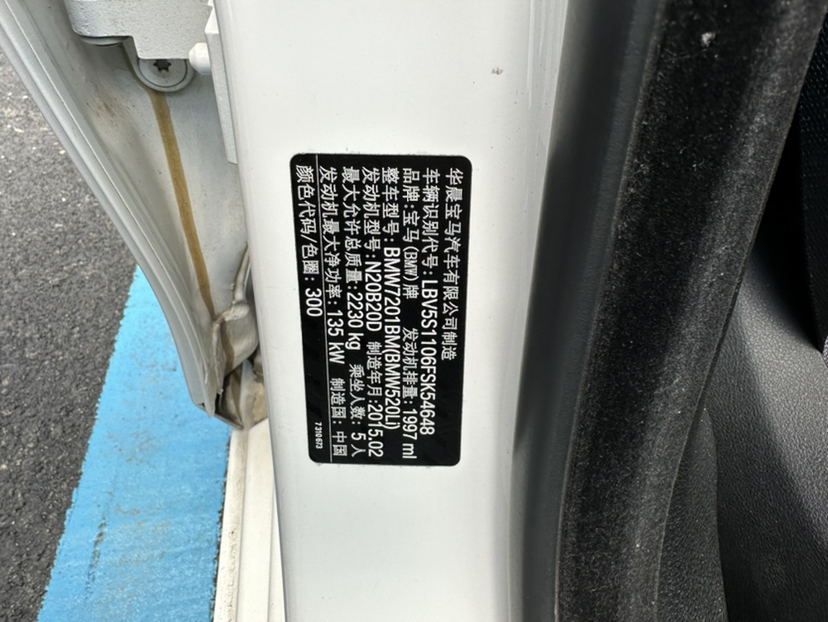 华晨宝马汽车有限公司制造
车辆识别代号: LBV5S1106FSK54648
品牌: 宝马(BMW)牌 发动机排量: 1997 ml
整车型号: BMW7201BM(BMW520Li)
发动机型号: N20B20D 制造年月: 2015.02
最大允许总质量: 2230 kg 乘坐人数: 5人
发动机最大净功率: 135 kW 制造国: 中国
颜色代码/色圈: 300
7 310 673